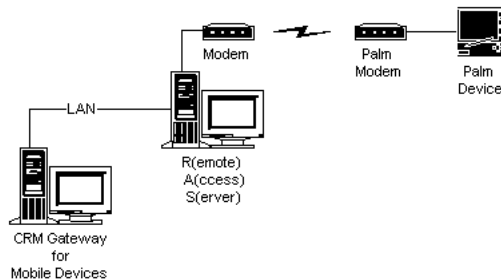 Modem
Palm
Modem
Palm
Device
LAN
R(emote)
A(ccess)
S(erver)
CRM Gateway
for
Mobile Devices